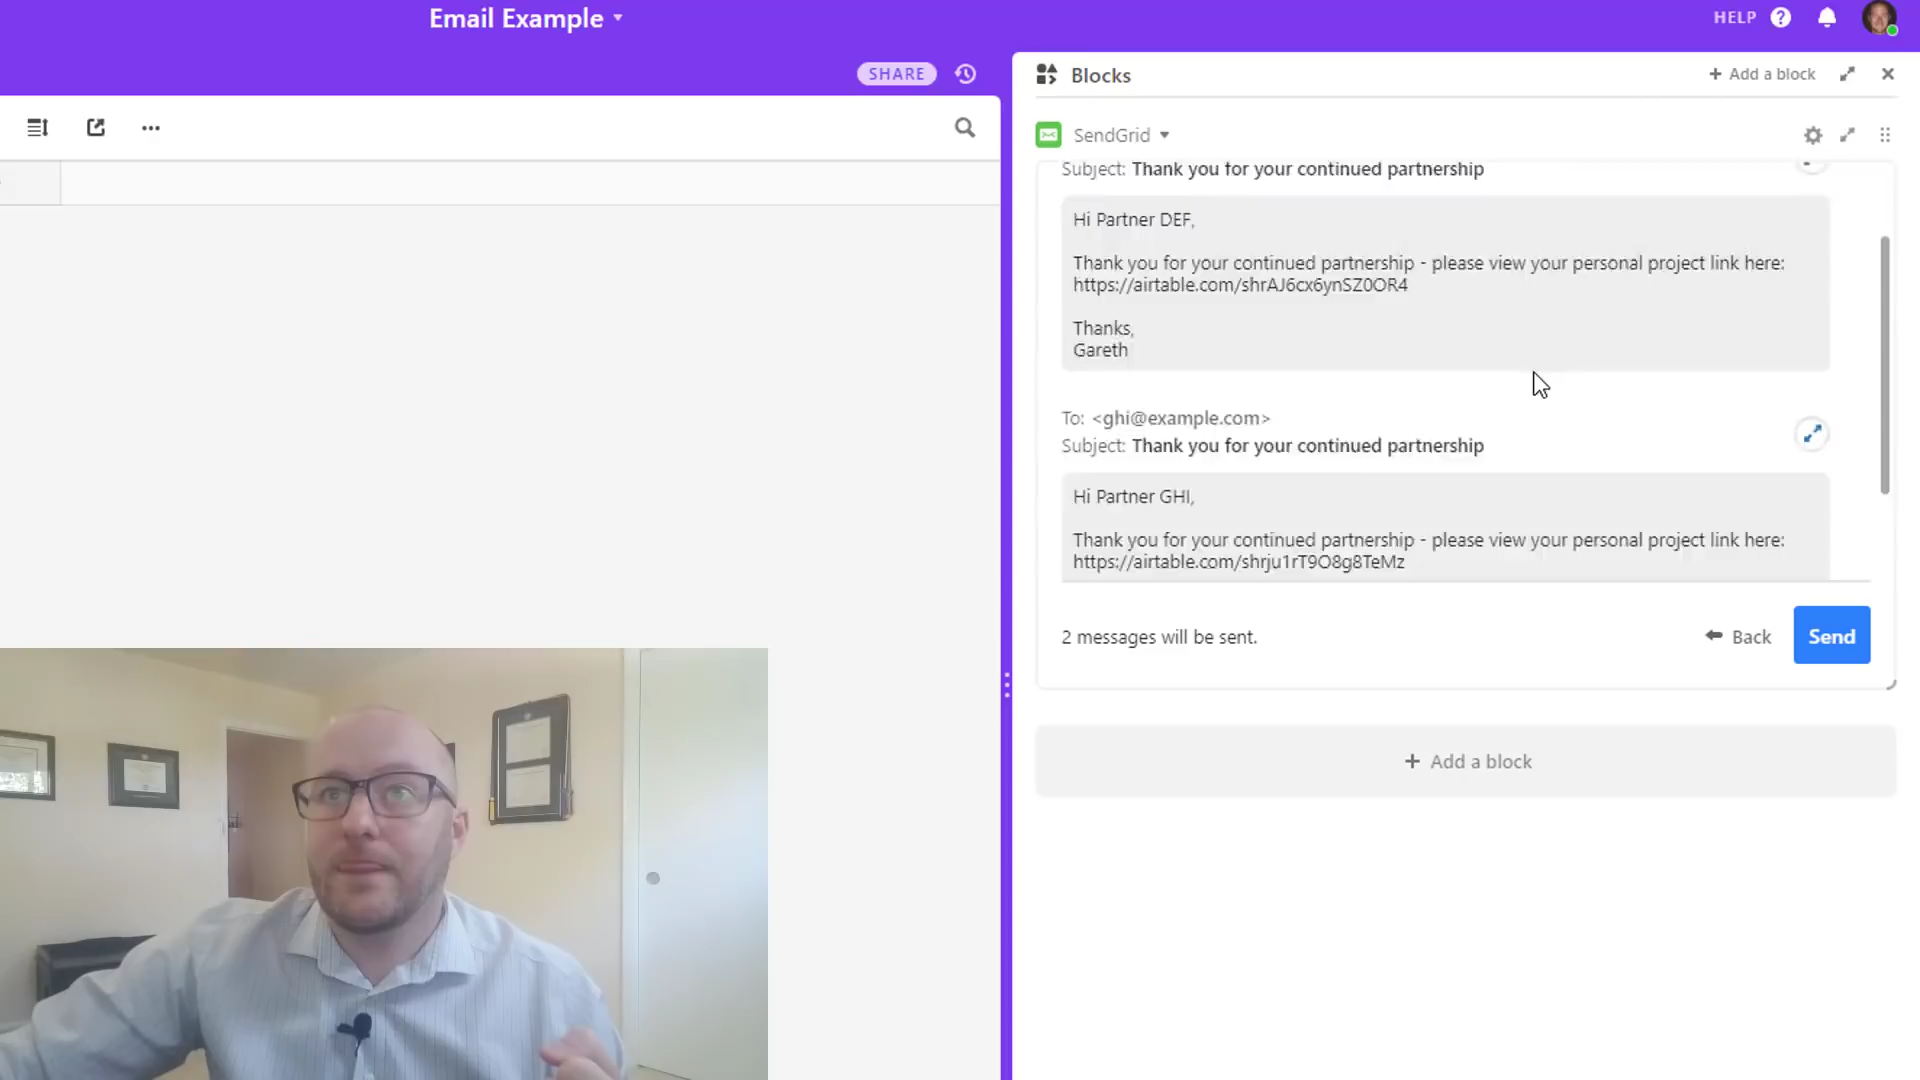 Email Example
HELP
SHARE
Blocks
+ Add a block
SendGrid
Subject: Thank you for your continued partnership
Hi Partner DEF,
Thank you for your continued partnership - please view your personal project link here:
https://airtable.com/shrAJ6cx6ynSZ0OR4
Thanks,
Gareth
To: <ghi@example.com>
Subject: Thank you for your continued partnership
Hi Partner GHI,
Thank you for your continued partnership - please view your personal project link here:
https://airtable.com/shrju1rT9O8g8TeMz
2 messages will be sent.
Back
Send
+ Add a block